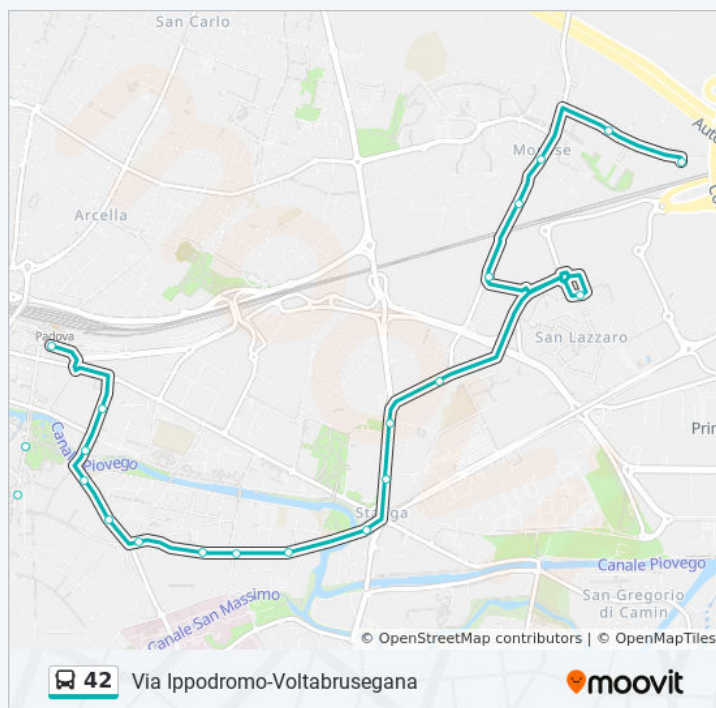 San Carlo
Auto
Mortise
Co
Arcella
Padova
San Lazzaro
Canale Piovego
Prin
Stanga
Canale Piovego
San Gregorio
di Camin
Canale San Massimo
© OpenStreetMap contributors | © OpenMapTiles
42 Via Ippodromo-Voltabrusegana
moovit